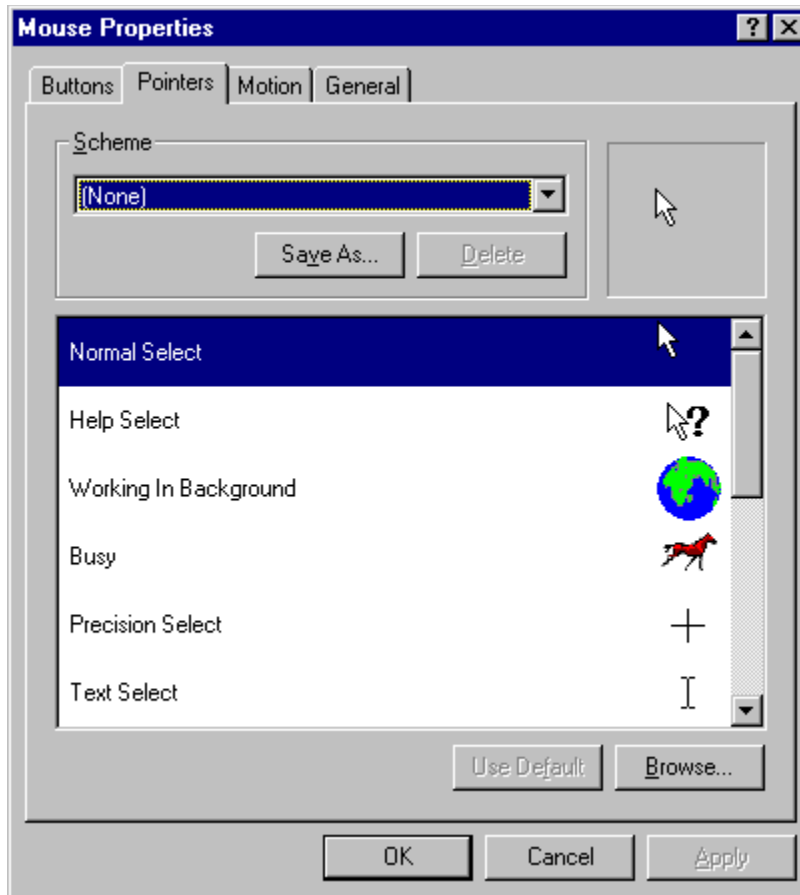 Mouse Properties
Buttons Pointers Motion General
Scheme
(None)
Save As... Delete
Normal Select
Help Select
Working In Background
Busy
Precision Select
Text Select
Use Default Browse...
OK Cancel Apply